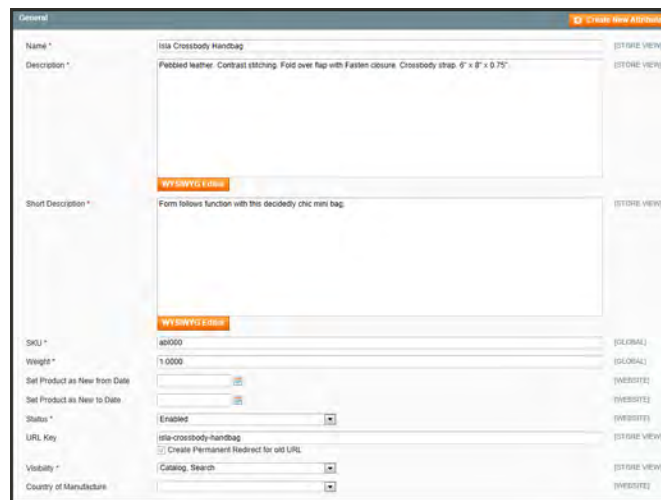 General
Create New Attribute
Name *
Isla Crossbody Handbag
[STORE VIEW]
Description *
Pebbled leather. Contrast stitching. Fold over flap with Fasten closure. Crossbody strap. 6" x 8" x 0.75".
[STORE VIEW]
WYSIWYG Editor
Short Description *
Form follows function with this decidedly chic mini bag.
[STORE VIEW]
WYSIWYG Editor
SKU *
abl000
[GLOBAL]
Weight *
1.0000
[GLOBAL]
Set Product as New from Date
[WEBSITE]
Set Product as New to Date
[WEBSITE]
Status *
Enabled
[WEBSITE]
URL Key
isla-crossbody-handbag
[STORE VIEW]
Create Permanent Redirect for old URL
Visibility *
Catalog, Search
[STORE VIEW]
Country of Manufacture
[WEBSITE]